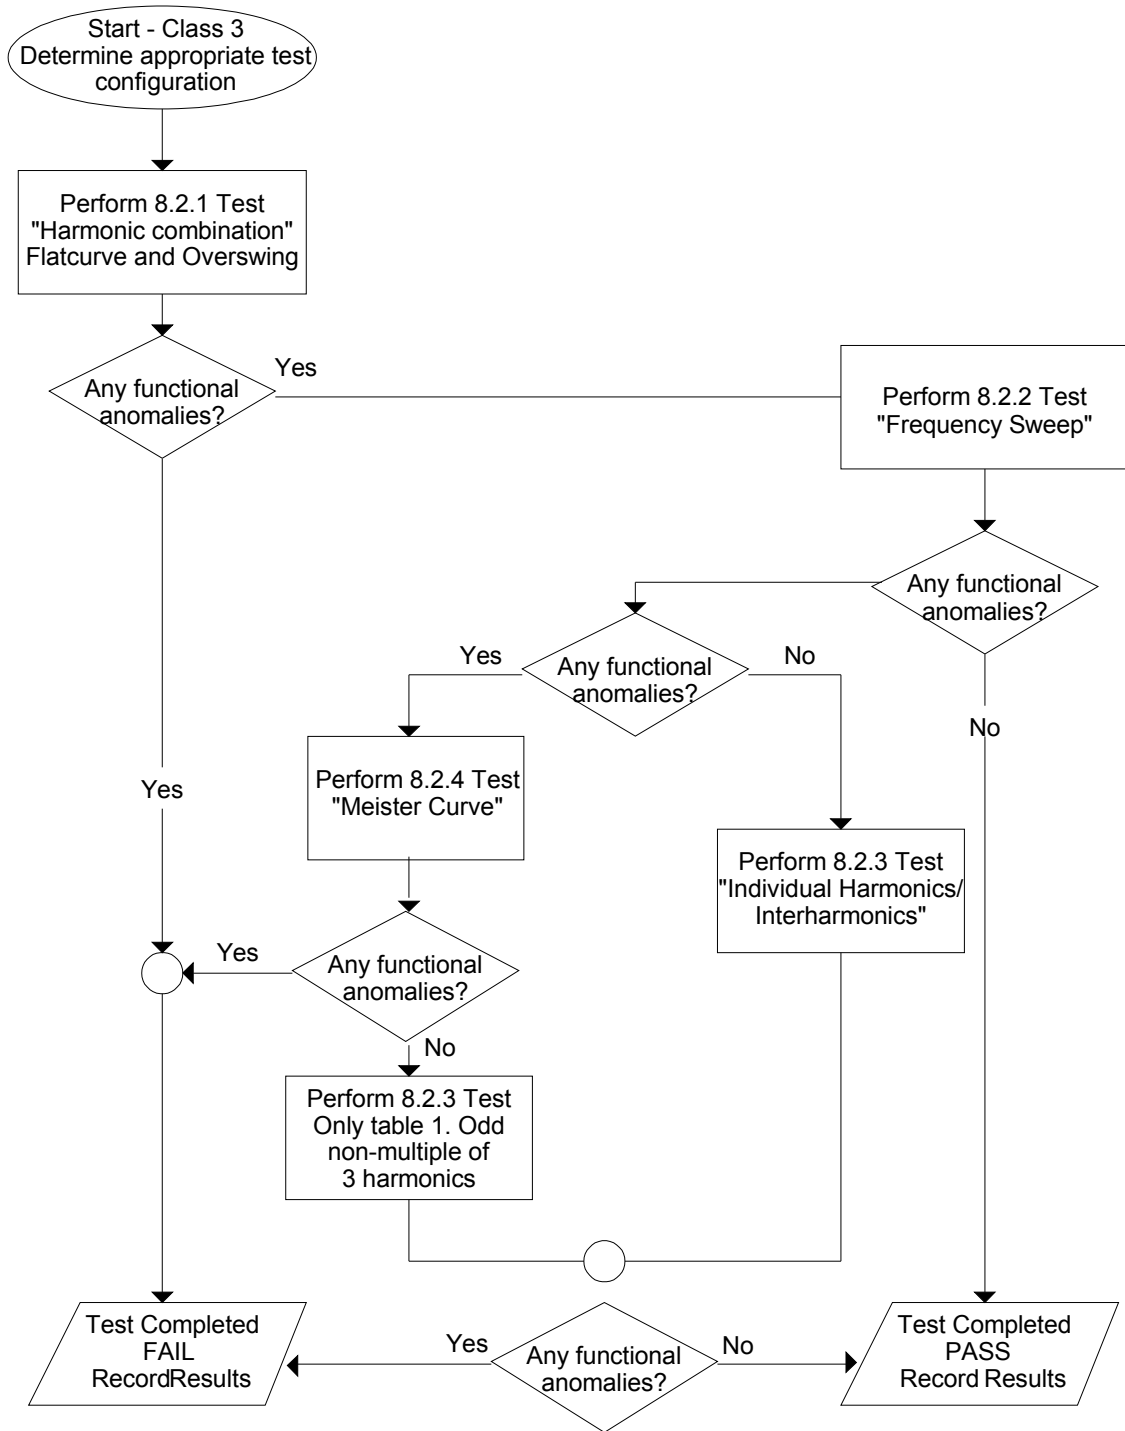 Start - Class 3
Determine appropriate test
configuration
Perform 8.2.1 Test
"Harmonic combination"
Flatcurve and Overswing
Any functional
anomalies?
Yes
Perform 8.2.2 Test
"Frequency Sweep"
Any functional
anomalies?
Any functional
anomalies?
Yes
No
No
Perform 8.2.4 Test
"Meister Curve"
Yes
Perform 8.2.3 Test
"Individual Harmonics/
Interharmonics"
Any functional
anomalies?
Yes
No
Perform 8.2.3 Test
Only table 1. Odd
non-multiple of
3 harmonics
Test Completed
FAIL
RecordResults
Yes
Any functional
anomalies?
No
Test Completed
PASS
Record Results